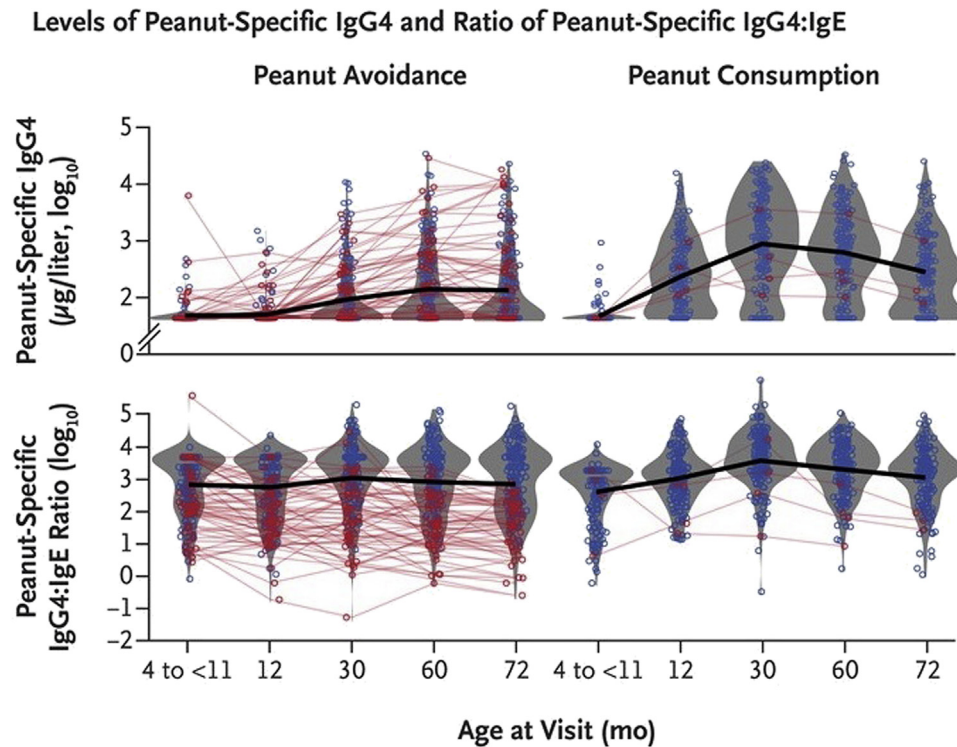 Levels of Peanut-Specific IgG4 and Ratio of Peanut-Specific IgG4:IgE
Peanut Avoidance
Peanut Consumption
Peanut-Specific IgG4
(µg/liter, log10)
5
4
3
2
0
Peanut-Specific
IgG4:IgE Ratio (log10)
5
4
3
2
1
0
–1
–2
4 to <11 12 30 60 72 4 to <11 12 30 60 72
Age at Visit (mo)